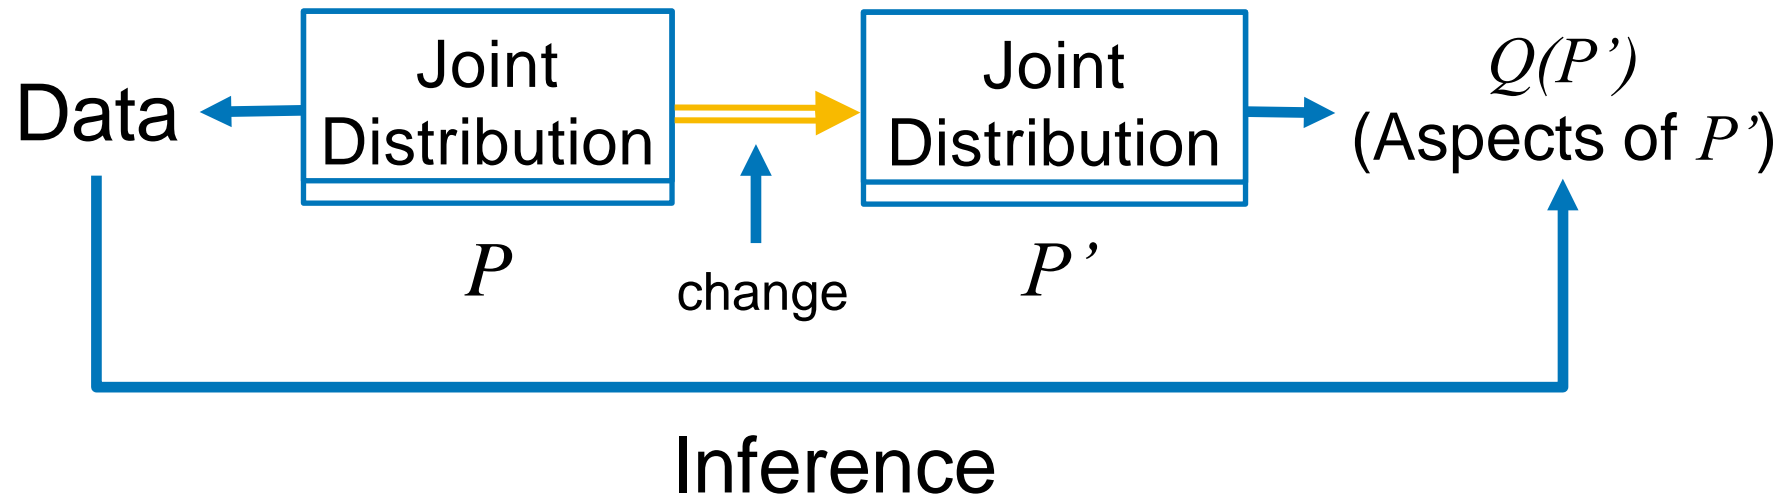 Data
Joint
Distribution
P
change
Joint
Distribution
P’
Q(P’)
(Aspects of P’)
Inference